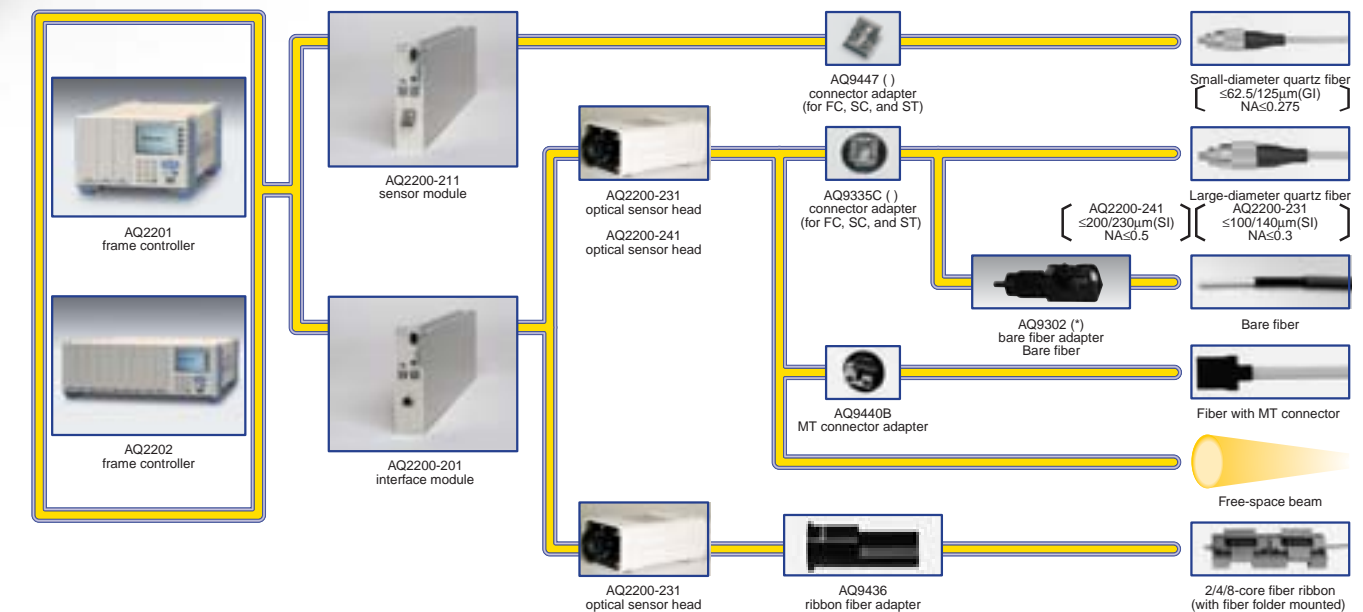 AQ2201
frame controller
AQ2202
frame controller
AQ2200-211
sensor module
AQ2200-201
interface module
AQ2200-231
optical sensor head
AQ2200-241
optical sensor head
AQ2200-231
optical sensor head
AQ9447 ( )
connector adapter
(for FC, SC, and ST)
AQ9335C ( )
connector adapter
(for FC, SC, and ST)
AQ9302 (*)
bare fiber adapter
Bare fiber
AQ9440B
MT connector adapter
AQ9436
ribbon fiber adapter
Small-diameter quartz fiber
≤62.5/125μm(GI)
NA≤0.275
Large-diameter quartz fiber
AQ2200-241
≤200/230μm(SI)
NA≤0.5
AQ2200-231
≤100/140μm(SI)
NA≤0.3
Bare fiber
Fiber with MT connector
Free-space beam
2/4/8-core fiber ribbon
(with fiber folder mounted)